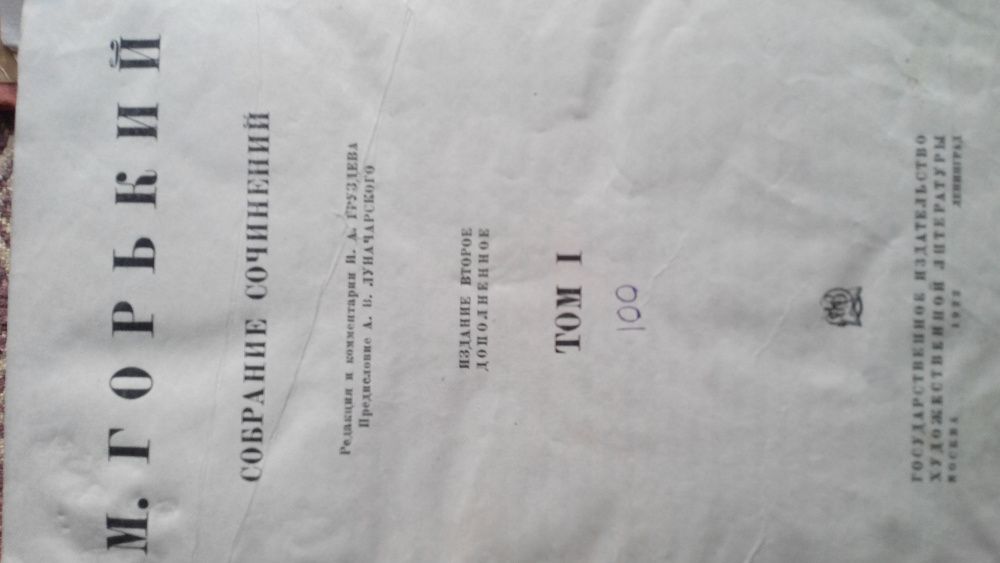 М. ГОРЬКИЙ
СОБРАНИЕ СОЧИНЕНИЙ
Редакция и комментарии И. А. ГРУЗДЕВА
Предисловие А. В. ЛУНАЧАРСКОГО
ИЗДАНИЕ ВТОРОЕ
ДОПОЛНЕННОЕ
ТОМ I
100
ГОСУДАРСТВЕННОЕ ИЗДАТЕЛЬСТВО
ХУДОЖЕСТВЕННОЙ ЛИТЕРАТУРЫ
МОСКВА ЛЕНИНГРАД